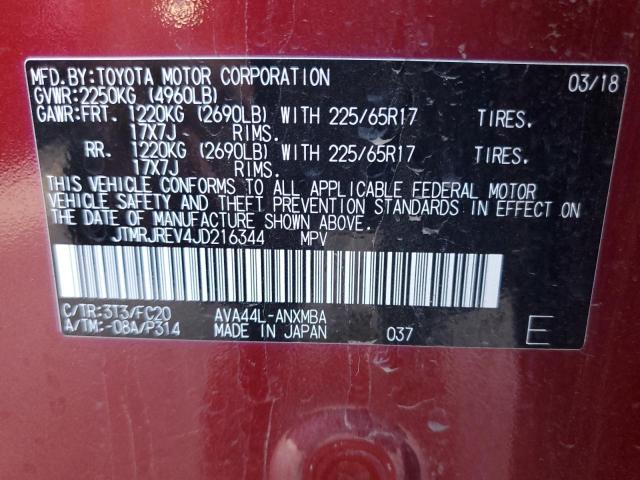 MFD.BY:TOYOTA MOTOR CORPORATION 03/18
GVWR:2250KG (4960LB)
GAWR:FRT. 1220KG (2690LB) WITH 225/65R17 TIRES.
17X7J RIMS.
RR. 1220KG (2690LB) WITH 225/65R17 TIRES.
17X7J RIMS.
THIS VEHICLE CONFORMS TO ALL APPLICABLE FEDERAL MOTOR
VEHICLE SAFETY AND THEFT PREVENTION STANDARDS IN EFFECT ON
THE DATE OF MANUFACTURE SHOWN ABOVE.
JTMRJREV4JD216344 MPV
C/TR:3T3/FC20 AVA44L-ANXMBA
A/TM:-08A/P314 MADE IN JAPAN 037 E